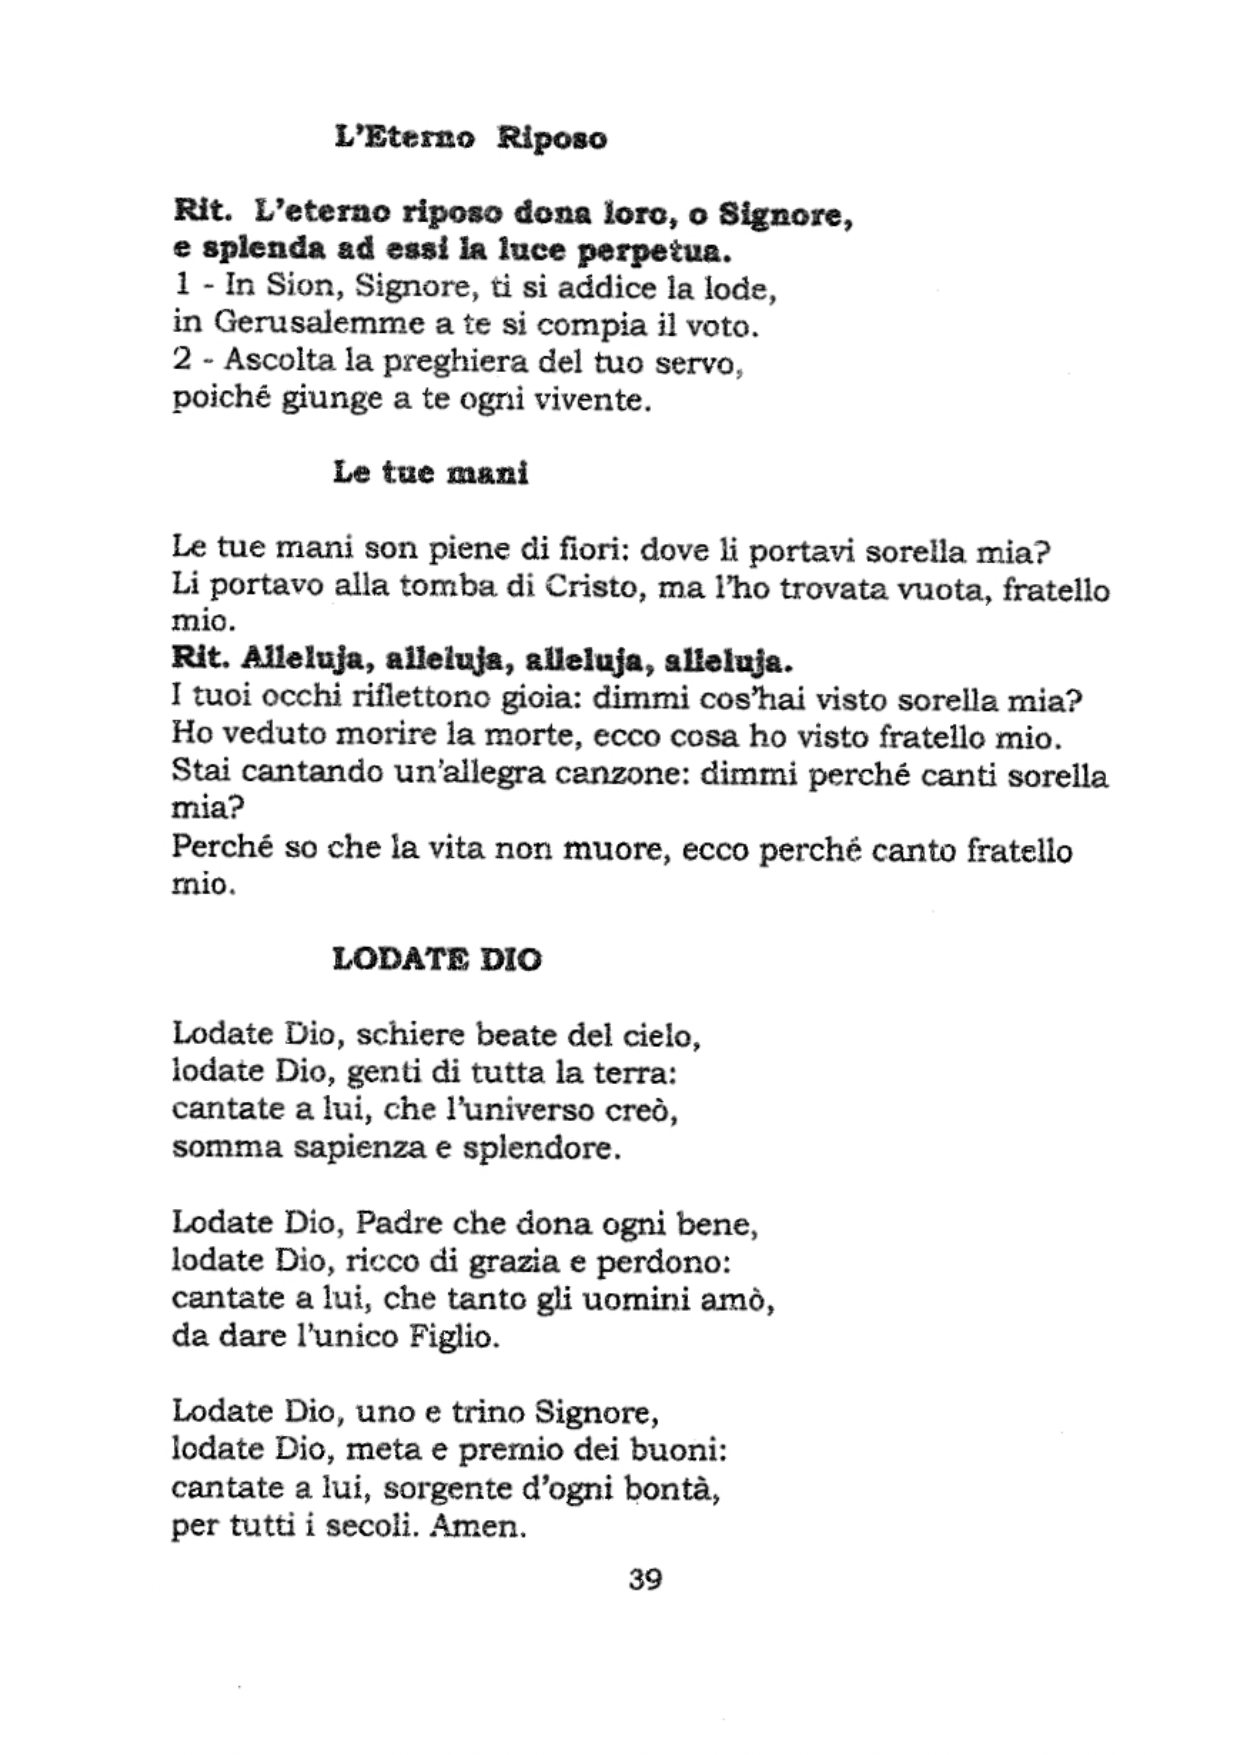 L'Eterno Riposo
Rit. L'eterno riposo dona loro, o Signore,
e splenda ad essi la luce perpetua.
1 - In Sion, Signore, ti si addice la lode,
in Gerusalemme a te si compia il voto.
2 - Ascolta la preghiera del tuo servo,
poiché giunge a te ogni vivente.
Le tue mani
Le tue mani son piene di fiori: dove li portavi sorella mia?
Li portavo alla tomba di Cristo, ma l'ho trovata vuota, fratello
mio.
Rit. Alleluja, alleluja, alleluja, alleluja.
I tuoi occhi riflettono gioia: dimmi cos'hai visto sorella mia?
Ho veduto morire la morte, ecco cosa ho visto fratello mio.
Stai cantando un'allegra canzone: dimmi perché canti sorella
mia?
Perché so che la vita non muore, ecco perché canto fratello
mio.
LODATE DIO
Lodate Dio, schiere beate del cielo,
lodate Dio, genti di tutta la terra:
cantate a lui, che l'universo creò,
somma sapienza e splendore.
Lodate Dio, Padre che dona ogni bene,
lodate Dio, ricco di grazia e perdono:
cantate a lui, che tanto gli uomini amò,
da dare l'unico Figlio.
Lodate Dio, uno e trino Signore,
lodate Dio, meta e premio dei buoni:
cantate a lui, sorgente d'ogni bontà,
per tutti i secoli. Amen.
39